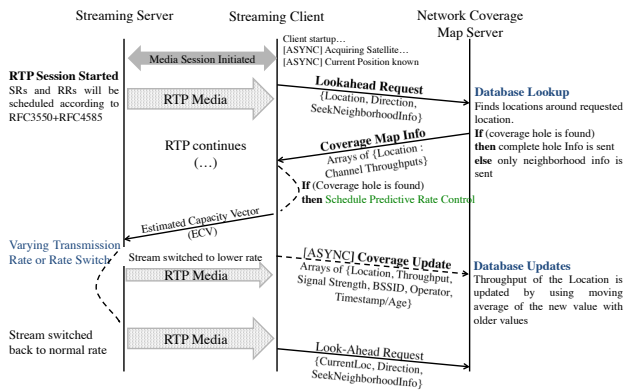 Streaming Server
Streaming Client
Network Coverage
Map Server
Media Session Initiated
Client startup…
[ASYNC] Acquiring Satellite…
[ASYNC] Current Position known
RTP Session Started
SRs and RRs will be
scheduled according to
RFC3550+RFC4585
RTP Media
Lookahead Request
{Location, Direction,
SeekNeighborhoodInfo}
Database Lookup
Finds locations around requested
location.
If (coverage hole is found)
then complete hole Info is sent
else only neighborhood info is
sent
RTP continues
(…)
Coverage Map Info
Arrays of {Location :
Channel Throughputs}
If (Coverage hole is found)
then Schedule Predictive Rate Control
Estimated Capacity Vector
(ECV)
Varying Transmission
Rate or Rate Switch
Stream switched to lower rate
RTP Media
[ASYNC] Coverage Update
Arrays of {Location, Throughput,
Signal Strength, BSSID, Operator,
Timestamp/Age}
Database Updates
Throughput of the Location is
updated by using moving
average of the new value with
older values
Stream switched
back to normal rate
RTP Media
Look-Ahead Request
{CurrentLoc, Direction,
SeekNeighborhoodInfo}